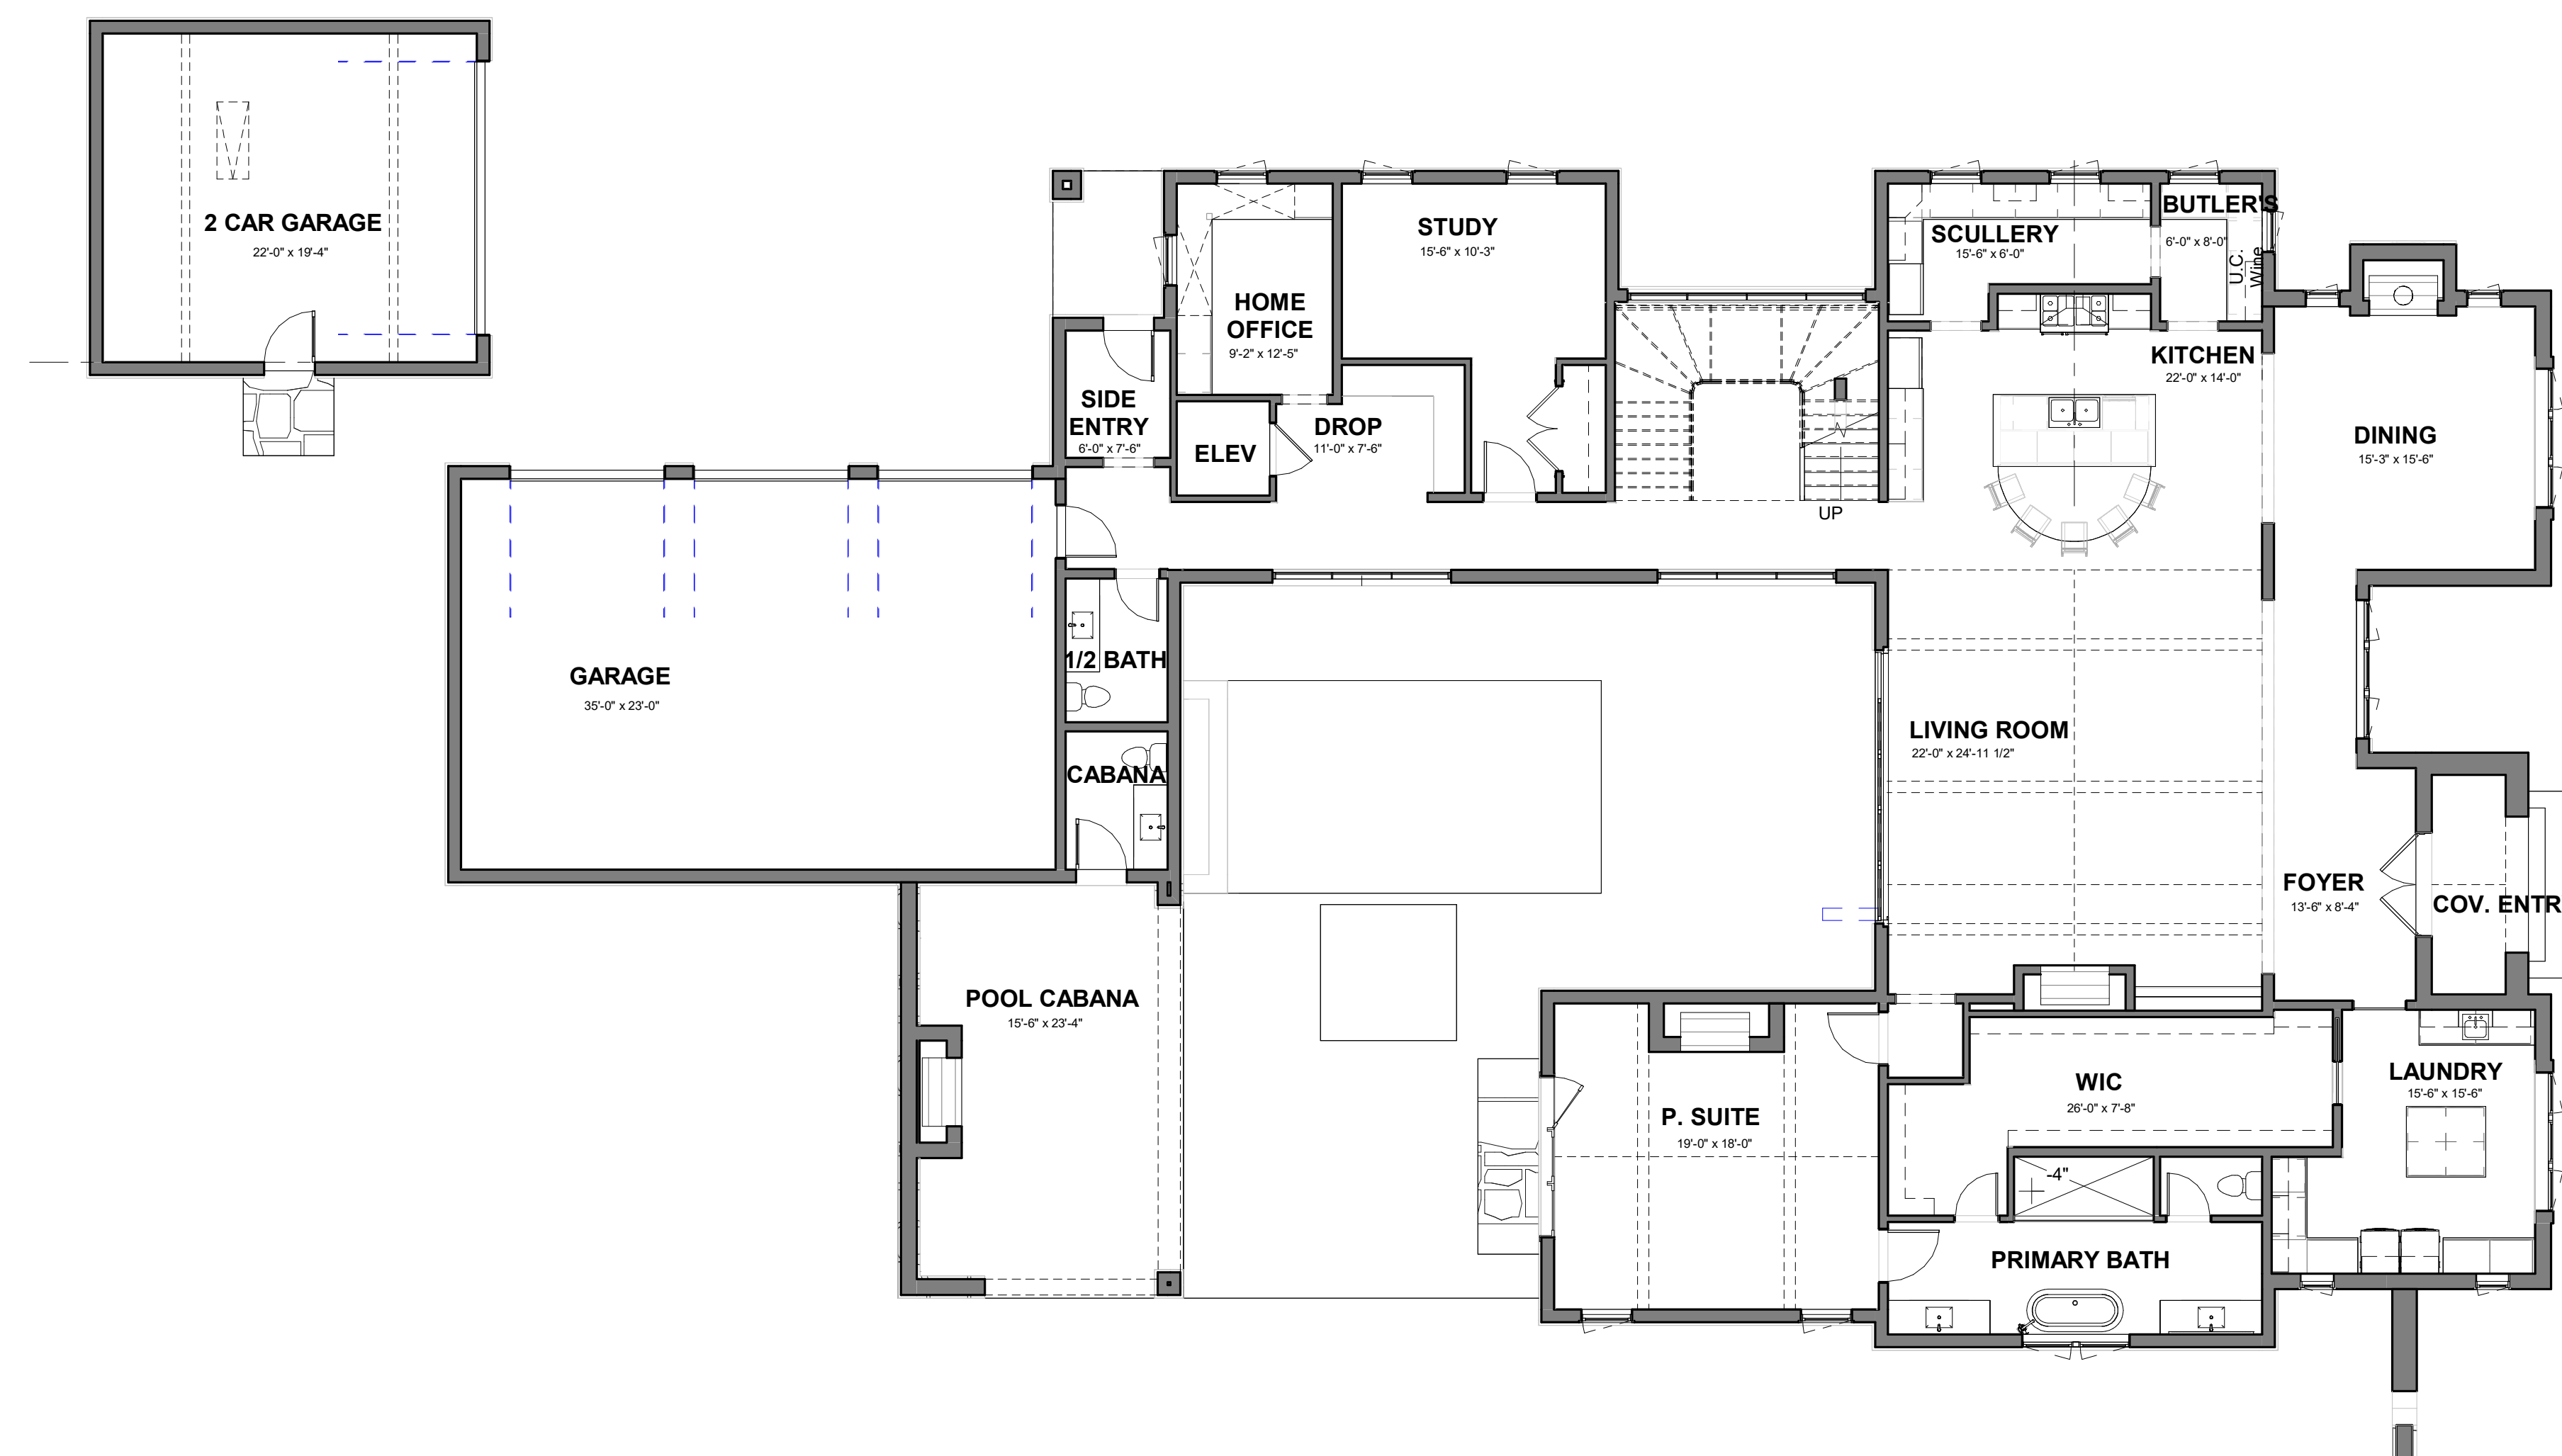 2 CAR GARAGE
22'-0" x 19'-4"
STUDY
15'-6" x 10'-3"
BUTLER'S
6'-0" x 8'-0"
U.C.
Wine
SCULLERY
15'-6" x 6'-0"
HOME
OFFICE
9'-2" x 12'-5"
KITCHEN
22'-0" x 14'-0"
SIDE
ENTRY
6'-0" x 7'-6"
ELEV
DROP
11'-0" x 7'-6"
DINING
15'-3" x 15'-6"
UP
GARAGE
35'-0" x 23'-0"
1/2 BATH
CABANA
LIVING ROOM
22'-0" x 24'-11 1/2"
FOYER
13'-6" x 8'-4"
COV. ENTR
POOL CABANA
15'-6" x 23'-4"
P. SUITE
19'-0" x 18'-0"
WIC
26'-0" x 7'-8"
LAUNDRY
15'-6" x 15'-6"
-4"
PRIMARY BATH